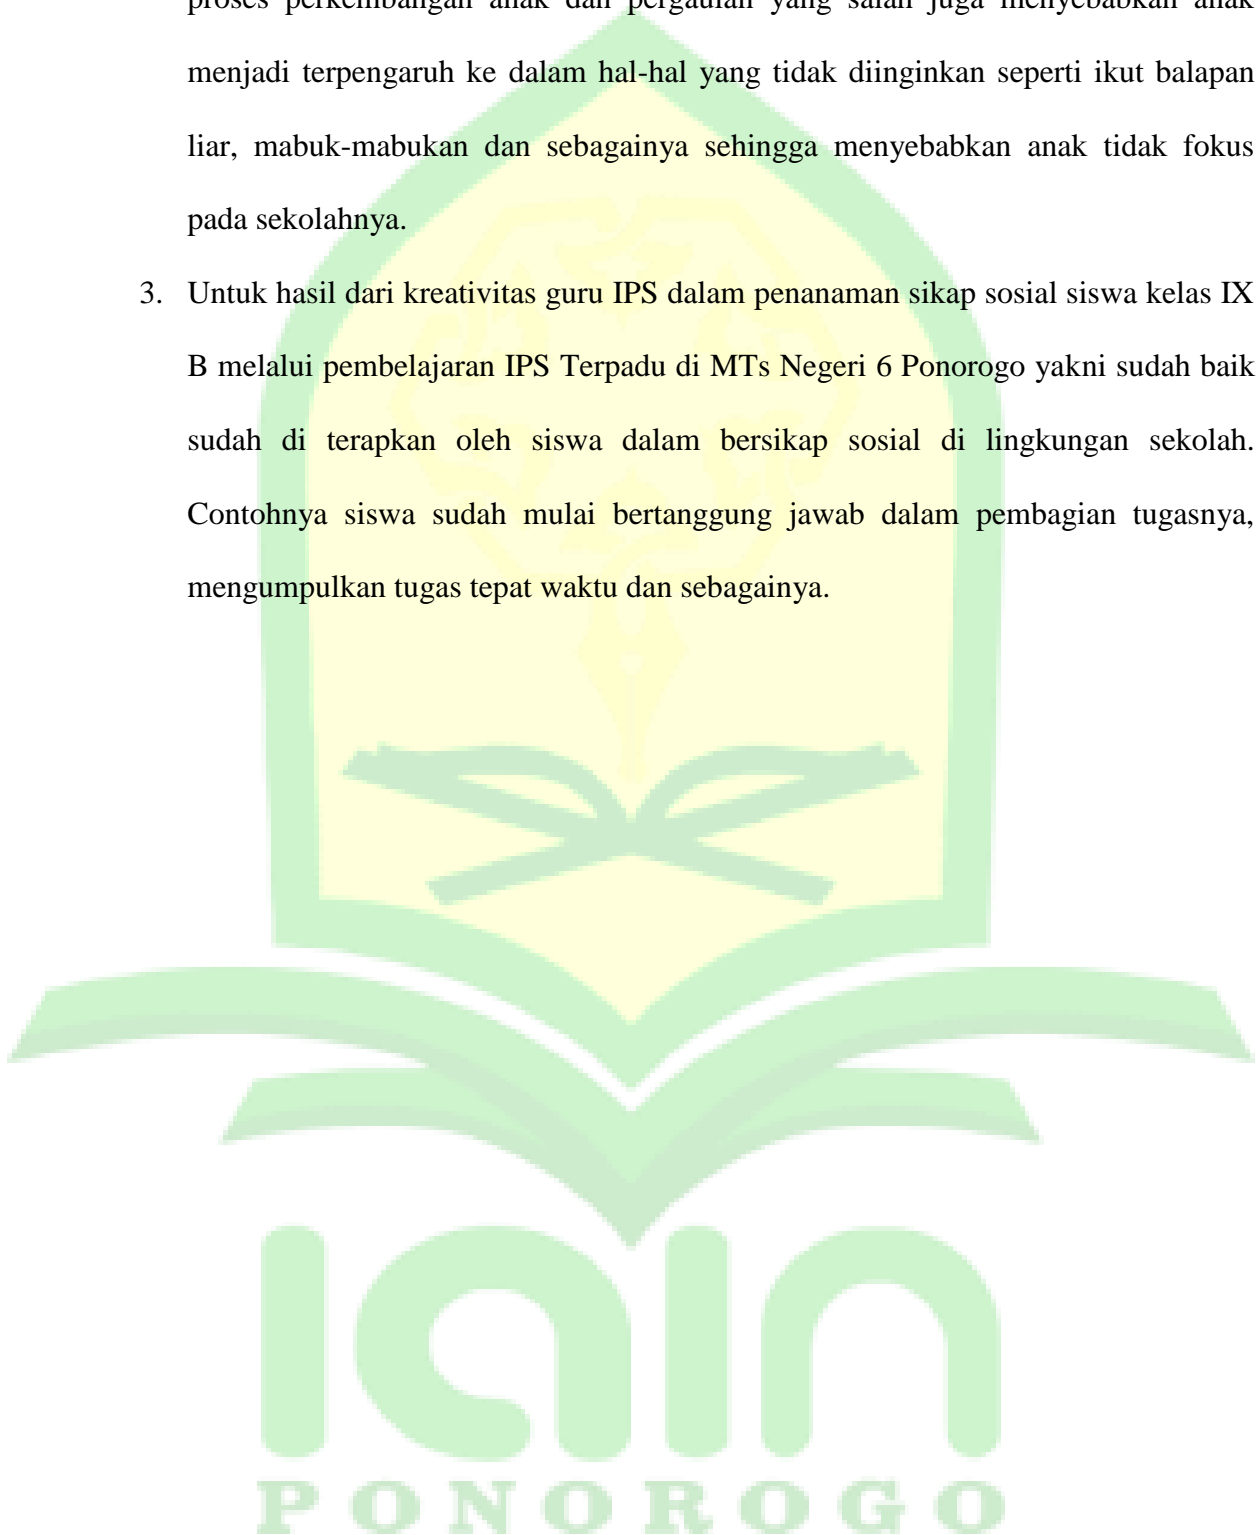 proses perkembangan anak dan pergaulan yang salah juga menyebabkan anak
menjadi terpengaruh ke dalam hal-hal yang tidak diinginkan seperti ikut balapan
liar, mabuk-mabukan dan sebagainya sehingga menyebabkan anak tidak fokus
pada sekolahnya.
3. Untuk hasil dari kreativitas guru IPS dalam penanaman sikap sosial siswa kelas IX
B melalui pembelajaran IPS Terpadu di MTs Negeri 6 Ponorogo yakni sudah baik
sudah di terapkan oleh siswa dalam bersikap sosial di lingkungan sekolah.
Contohnya siswa sudah mulai bertanggung jawab dalam pembagian tugasnya,
mengumpulkan tugas tepat waktu dan sebagainya.
iain
PONOROGO